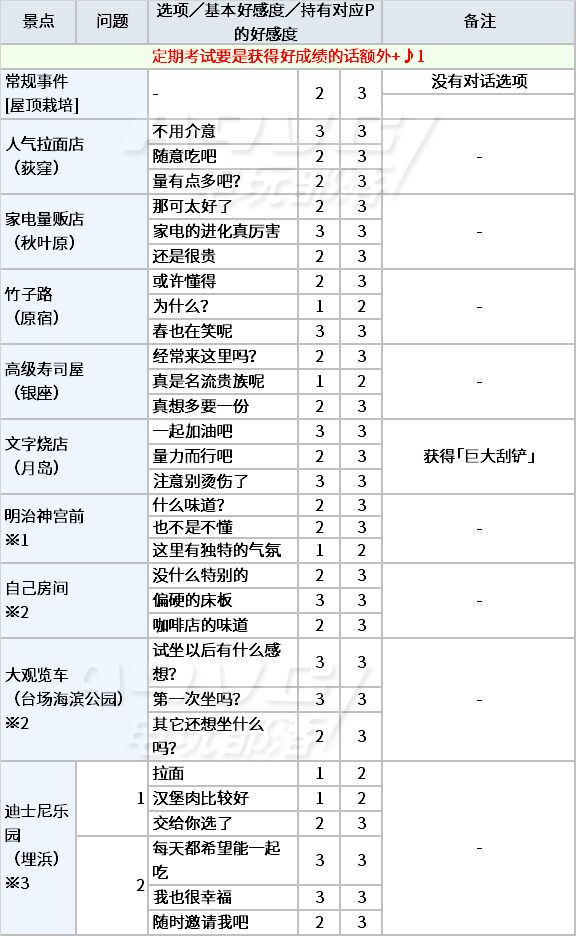 景点 问题 选项／基本好感度／持有对应P的好感度 备注
定期考试要是获得好成绩的话额外+♪1
常规事件
[屋顶栽培] - 2 3 没有对话选项
人气拉面店
（荻窪）
不用介意 3 3
随意吃吧 2 3
量有点多吧？ 2 3
-
家电量贩店
（秋叶原）
那可太好了 2 3
家电的进化真厉害 3 3
还是很贵 2 3
-
竹子路
（原宿）
或许懂得 2 3
为什么？ 1 2
春也在笑呢 3 3
-
高级寿司屋
（银座）
经常来这里吗？ 2 3
真是名流贵族呢 1 2
真想多要一份 2 3
-
文字烧店
（月岛）
一起加油吧 3 3
量力而行吧 2 3
注意别烫伤了 3 3
获得「巨大刮铲」
明治神宫前
※1
什么味道？ 2 3
也不是不懂 2 3
这里有独特的气氛 1 2
-
自己房间
※2
没什么特别的 2 3
偏硬的床板 3 3
咖啡店的味道 2 3
-
大观览车
（台场海滨公园）
※2
试坐以后有什么感
想？ 3 3
第一次坐吗？ 3 3
其它还想坐什么
吗？ 2 3
-
迪士尼乐
园
（埋浜）
※3
1
拉面 1 2
汉堡肉比较好 1 2
交给你选了 2 3
2
每天都希望能一起
吃 3 3
我也很幸福 3 3
随时邀请我吧 2 3
-
电玩部落